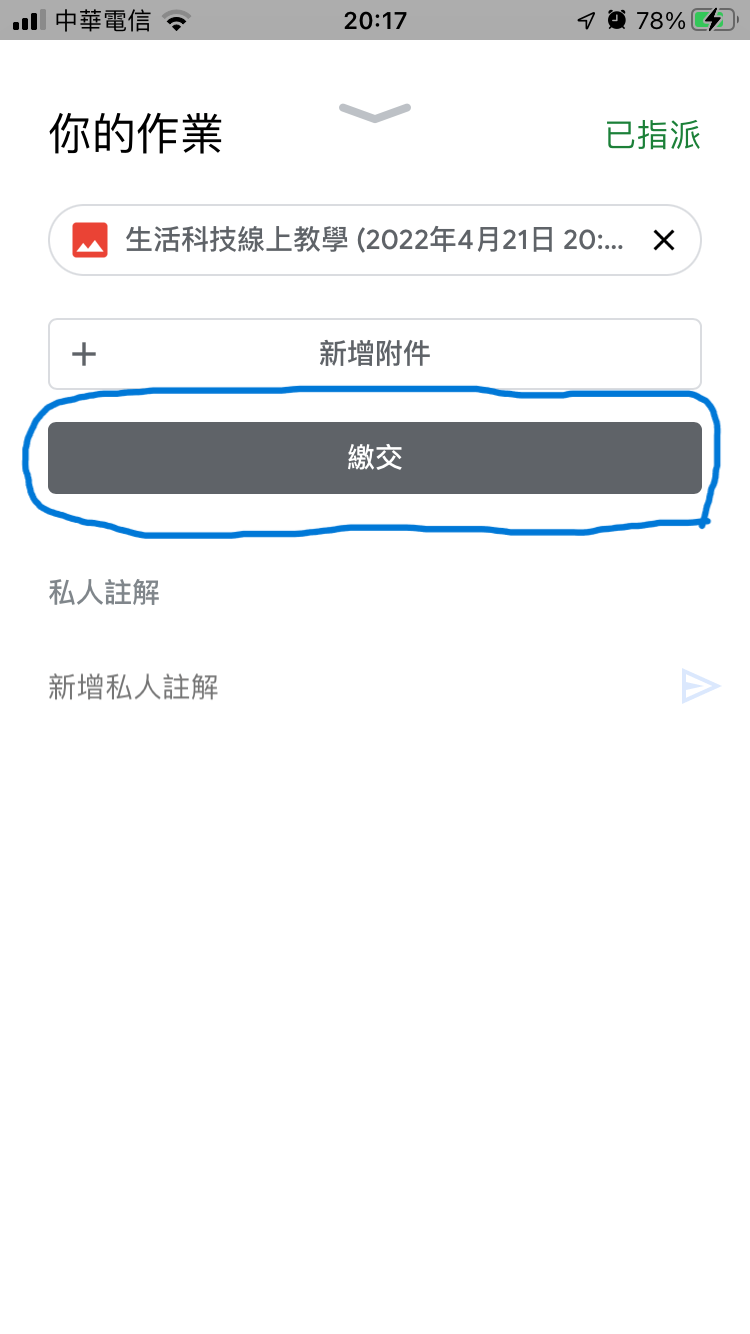 中華電信 20:17 78%
你的作業 已指派
生活科技線上教學 (2022年4月21日 20:...
新增附件
繳交
私人註解
新增私人註解